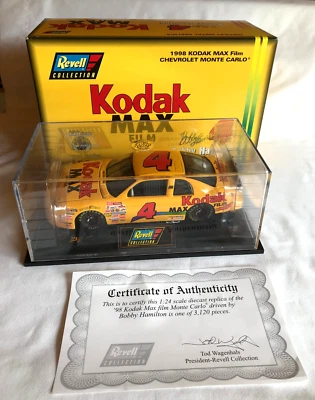 Revell
COLLECTION
1998 KODAK MAX Film
CHEVROLET MONTE CARLO
Kodak
MAX
FILM
4
4
Kodak
MAX FILM
Revell
COLLECTION
Certificate of Authenticity
This is to certify this 1:24 scale diecast replica of the
'98 Kodak Max film Monte Carlo driven by
Bobby Hamilton is one of 3,120 pieces.
Revell
COLLECTION
Tod Wagenhals
President-Revell Collection